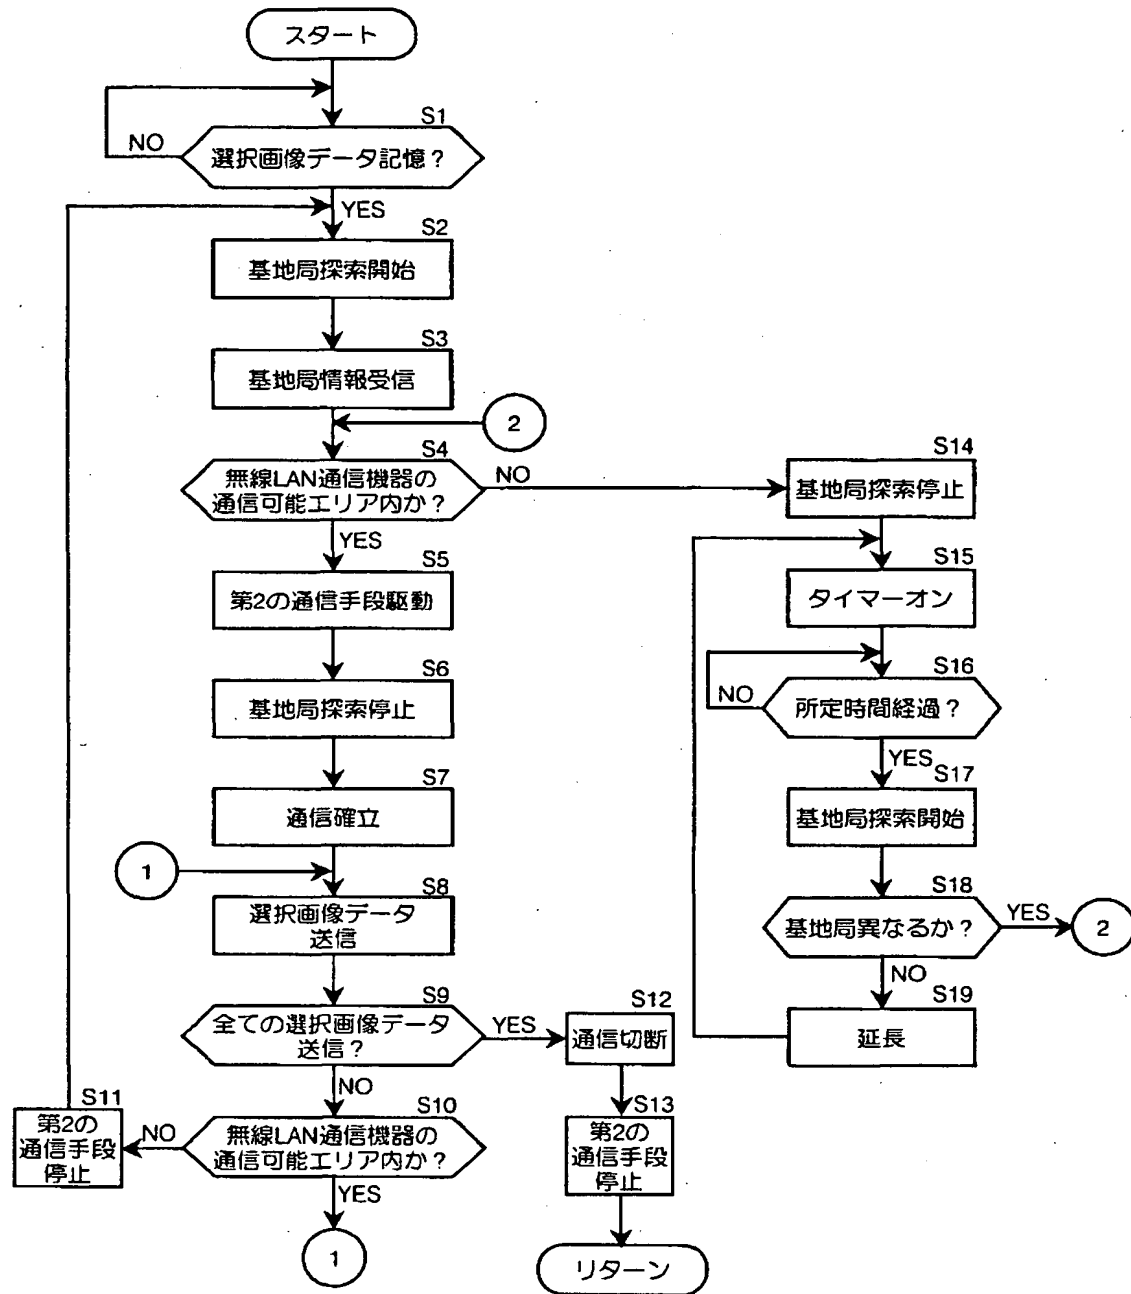 スタート
S1
NO
選択画像データ記憶?
YES
S2
基地局探索開始
S3
基地局情報受信
2
S4
無線LAN通信機器の
通信可能エリア内か?
NO
YES
S5
第2の通信手段駆動
S6
基地局探索停止
S7
通信確立
1
S8
選択画像データ
送信
S9
全ての選択画像データ
送信?
YES
NO
S10
無線LAN通信機器の
通信可能エリア内か?
NO
YES
1
S11
第2の
通信手段
停止
S12
通信切断
S13
第2の
通信手段
停止
リターン
S14
基地局探索停止
S15
タイマーオン
S16
NO
所定時間経過?
YES
S17
基地局探索開始
S18
基地局異なるか?
YES
2
NO
S19
延長